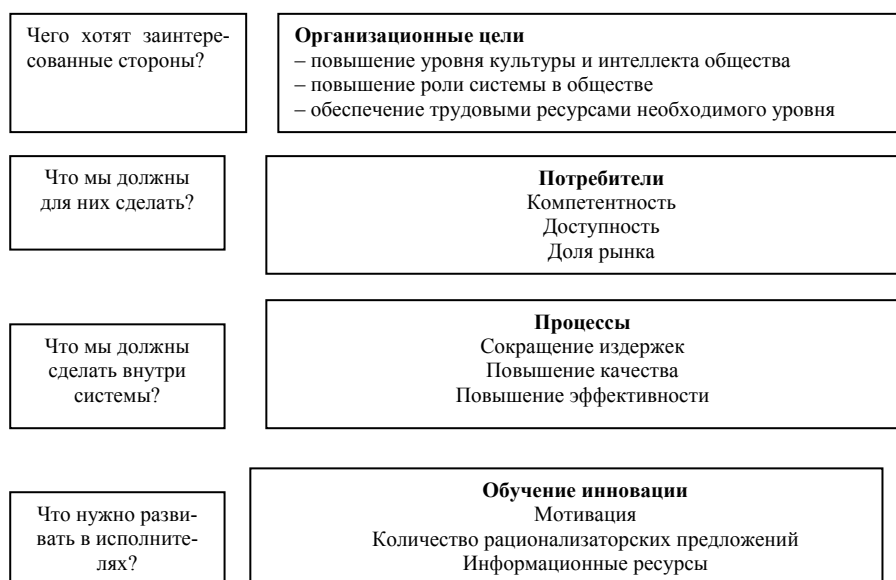 Чего хотят заинтере-
сованные стороны?
Организационные цели
– повышение уровня культуры и интеллекта общества
– повышение роли системы в обществе
– обеспечение трудовыми ресурсами необходимого уровня
Что мы должны
для них сделать?
Потребители
Компетентность
Доступность
Доля рынка
Что мы должны
сделать внутри
системы?
Процессы
Сокращение издержек
Повышение качества
Повышение эффективности
Что нужно разви-
вать в исполните-
лях?
Обучение инновации
Мотивация
Количество рационализаторских предложений
Информационные ресурсы